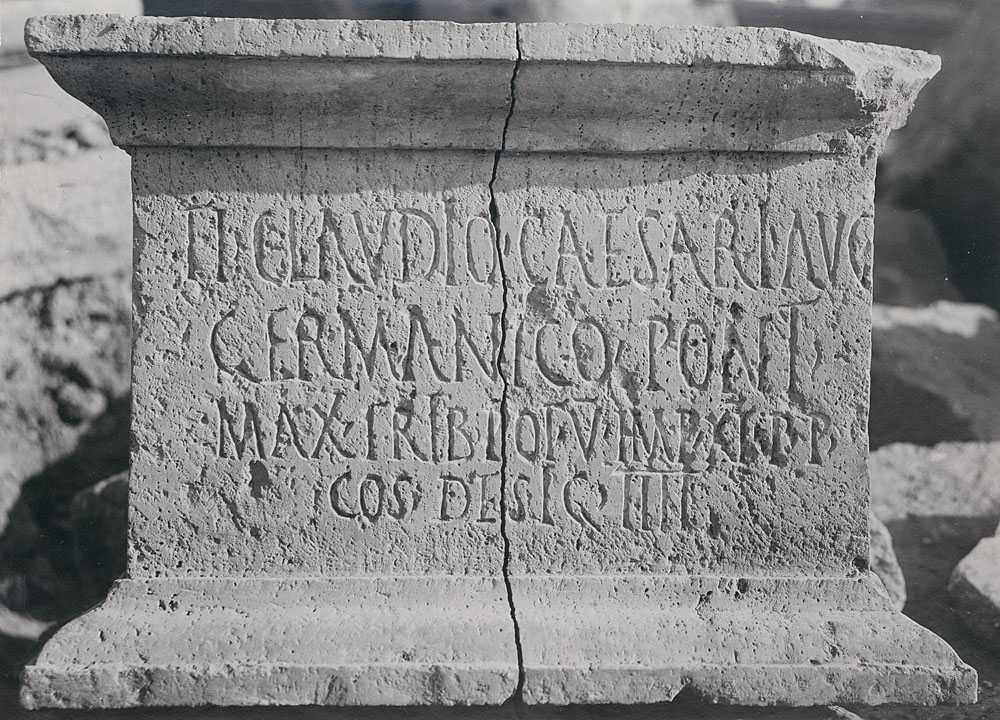 TI CLAVDIO CAESARI AVG
GERMANICO PONT
MAX TRIB POT V IMP XI P P
COS DESIG IIII